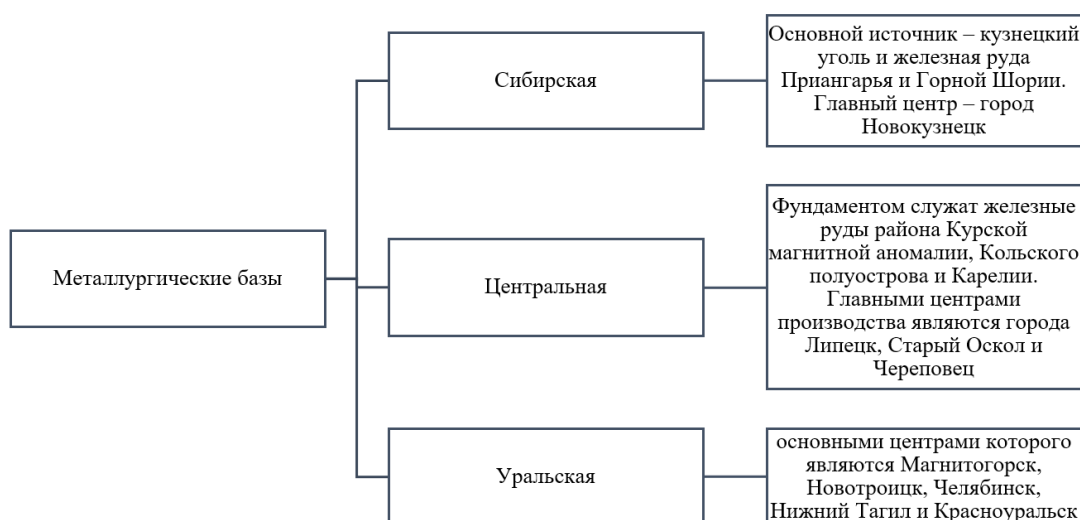 Металлургические базы
Сибирская
Основной источник – кузнецкий
уголь и железная руда
Приангарья и Горной Шории.
Главный центр – город
Новокузнецк
Центральная
Фундаментом служат железные
руды района Курской
магнитной аномалии, Кольского
полуострова и Карелии.
Главными центрами
производства являются города
Липецк, Старый Оскол и
Череповец
Уральская
основными центрами которого
являются Магнитогорск,
Новотроицк, Челябинск,
Нижний Тагил и Красноуральск